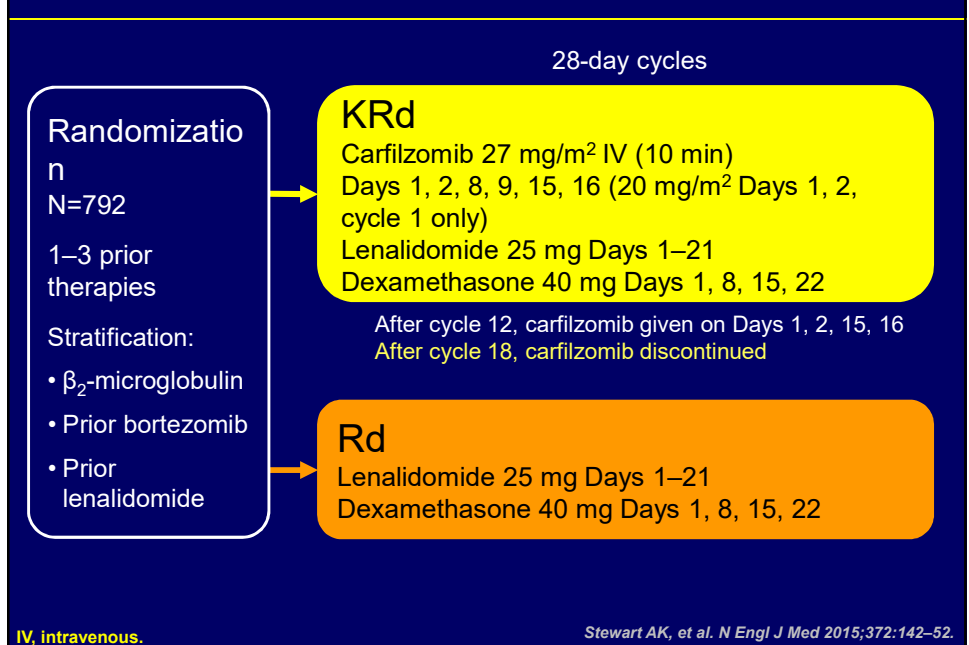 28-day cycles
Randomizatio
n
N=792
1–3 prior
therapies
Stratification:
• β₂-microglobulin
• Prior bortezomib
• Prior
lenalidomide
KRd
Carfilzomib 27 mg/m² IV (10 min)
Days 1, 2, 8, 9, 15, 16 (20 mg/m² Days 1, 2,
cycle 1 only)
Lenalidomide 25 mg Days 1–21
Dexamethasone 40 mg Days 1, 8, 15, 22
After cycle 12, carfilzomib given on Days 1, 2, 15, 16
After cycle 18, carfilzomib discontinued
Rd
Lenalidomide 25 mg Days 1–21
Dexamethasone 40 mg Days 1, 8, 15, 22
IV, intravenous.
Stewart AK, et al. N Engl J Med 2015;372:142–52.